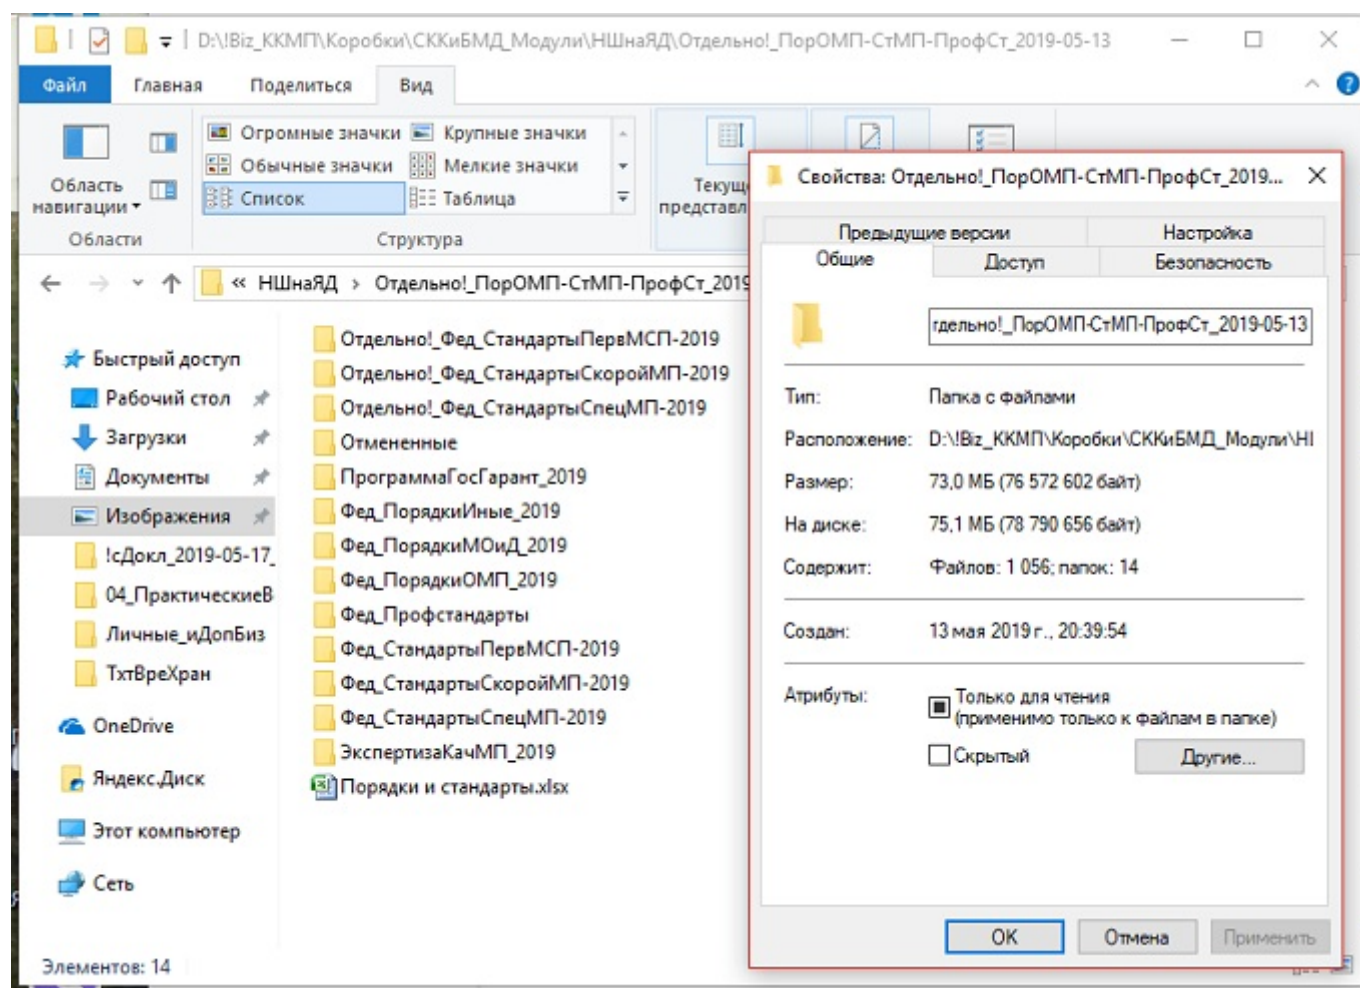 D:\!Biz_ККМП\Коробки\СККиБМД_Модули\НШнаЯД\Отдельно!_ПорОМП-СтМП-ПрофСт_2019-05-13
Файл Главная Поделиться Вид
Огромные значки Крупные значки
Обычные значки Мелкие значки
Список Таблица
Область навигации
Области
Структура
Текущ
представл
« НШнаЯД > Отдельно!_ПорОМП-СтМП-ПрофСт_2019
Быстрый доступ
Рабочий стол
Загрузки
Документы
Изображения
!сДокл_2019-05-17_
04_ПрактическиеВ
Личные_иДопБиз
ТхтВреХран
OneDrive
Яндекс.Диск
Этот компьютер
Сеть
Отдельно!_Фед_СтандартыПервМСП-2019
Отдельно!_Фед_СтандартыСкоройМП-2019
Отдельно!_Фед_СтандартыСпецМП-2019
Отмененные
ПрограммаГосГарант_2019
Фед_ПорядкиИные_2019
Фед_ПорядкиМОиД_2019
Фед_ПорядкиОМП_2019
Фед_Профстандарты
Фед_СтандартыПервМСП-2019
Фед_СтандартыСкоройМП-2019
Фед_СтандартыСпецМП-2019
ЭкспертизаКачМП_2019
Порядки и стандарты.xlsx
Элементов: 14
Свойства: Отдельно!_ПорОМП-СтМП-ПрофСт_2019...
Предыдущие версии Настройка
Общие Доступ Безопасность
тдельно!_ПорОМП-СтМП-ПрофСт_2019-05-13
Тип: Папка с файлами
Расположение: D:\!Biz_ККМП\Коробки\СККиБМД_Модули\НШ
Размер: 73,0 МБ (76 572 602 байт)
На диске: 75,1 МБ (78 790 656 байт)
Содержит: Файлов: 1 056; папок: 14
Создан: 13 мая 2019 г., 20:39:54
Атрибуты: Только для чтения
(применимо только к файлам в папке)
Скрытый Другие...
ОК Отмена Применить